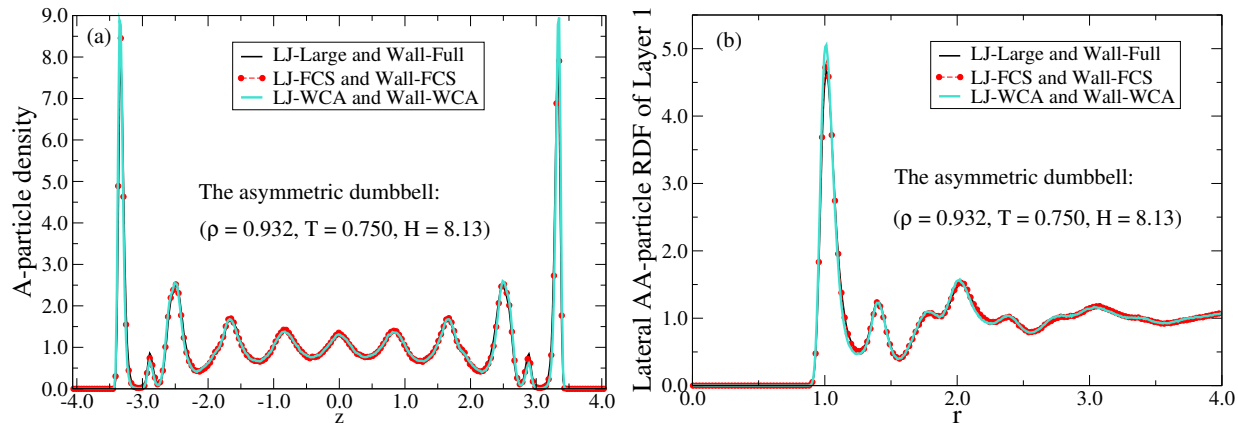 (a)
LJ-Large and Wall-Full
LJ-FCS and Wall-FCS
LJ-WCA and Wall-WCA
The asymmetric dumbbell:
(ρ = 0.932, T = 0.750, H = 8.13)
A-particle density
9.0
8.0
7.0
6.0
5.0
4.0
3.0
2.0
1.0
0.0
-4.0 -3.0 -2.0 -1.0 0.0 1.0 2.0 3.0 4.0
z
(b)
LJ-Large and Wall-Full
LJ-FCS and Wall-FCS
LJ-WCA and Wall-WCA
The asymmetric dumbbell:
(ρ = 0.932, T = 0.750, H = 8.13)
Lateral AA-particle RDF of Layer 1
5.0
4.0
3.0
2.0
1.0
0.0
0.0 1.0 2.0 3.0 4.0
r